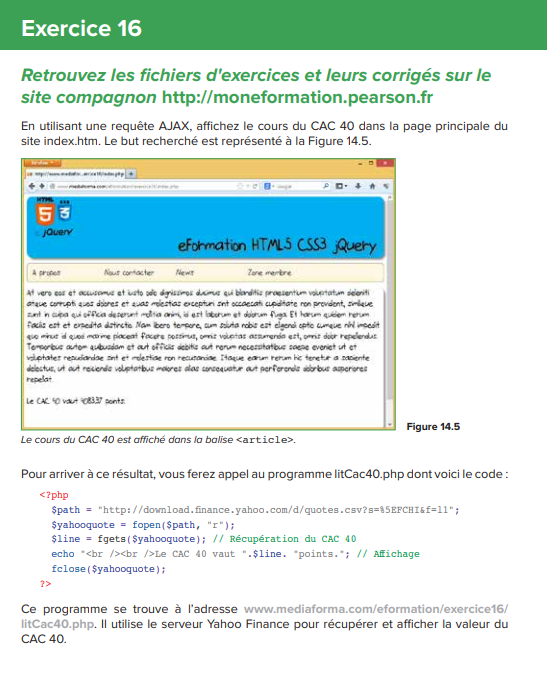 Exercice 16
Retrouvez les fichiers d'exercices et leurs corrigés sur le
site compagnon http://moneformation.pearson.fr
En utilisant une requête AJAX, affichez le cours du CAC 40 dans la page principale du
site index.htm. Le but recherché est représenté à la Figure 14.5.
HTML
5 3
jQuery
eFormation HTML5 CSS3 jQuery
A propos Nous contacter News Zone membre
At vero eos et accusamus et iusto odio dignissimos ducimus qui blanditiis praesentium voluptatum deleniti
atque corrupti quos dolores et quas molestias excepturi sint occaecati cupiditate non provident, similique
sunt in culpa qui officia deserunt mollitia animi, id est laborum et dolorum fuga. Et harum quidem rerum
facilis est et expedita distinctio. Nam libero tempore, cum soluta nobis est eligendi optio cumque nihil impedit
quo minus id quod maxime placeat facere possimus, omnis voluptas assumenda est, omnis dolor repellendus.
Temporibus autem quibusdam et aut officiis debitis aut rerum necessitatibus saepe eveniet ut et
voluptates repudiandae sint et molestiae non recusandae. Itaque earum rerum hic tenetur a sapiente
delectus, ut aut reiciendis voluptatibus maiores alias consequatur aut perferendis doloribus asperiores
repellat.
Le CAC 40 vaut 4083.37 points.
Figure 14.5
Le cours du CAC 40 est affiché dans la balise <article>.
Pour arriver à ce résultat, vous ferez appel au programme litCac40.php dont voici le code :
<?php
$path = "http://download.finance.yahoo.com/d/quotes.csv?s=%5EFCHI&f=l1";
$yahooquote = fopen($path, "r");
$line = fgets($yahooquote); // Récupération du CAC 40
echo "<br /><br />Le CAC 40 vaut ".$line. "points."; // Affichage
fclose($yahooquote);
?>
Ce programme se trouve à l'adresse www.mediaforma.com/eformation/exercice16/
litCac40.php. Il utilise le serveur Yahoo Finance pour récupérer et afficher la valeur du
CAC 40.